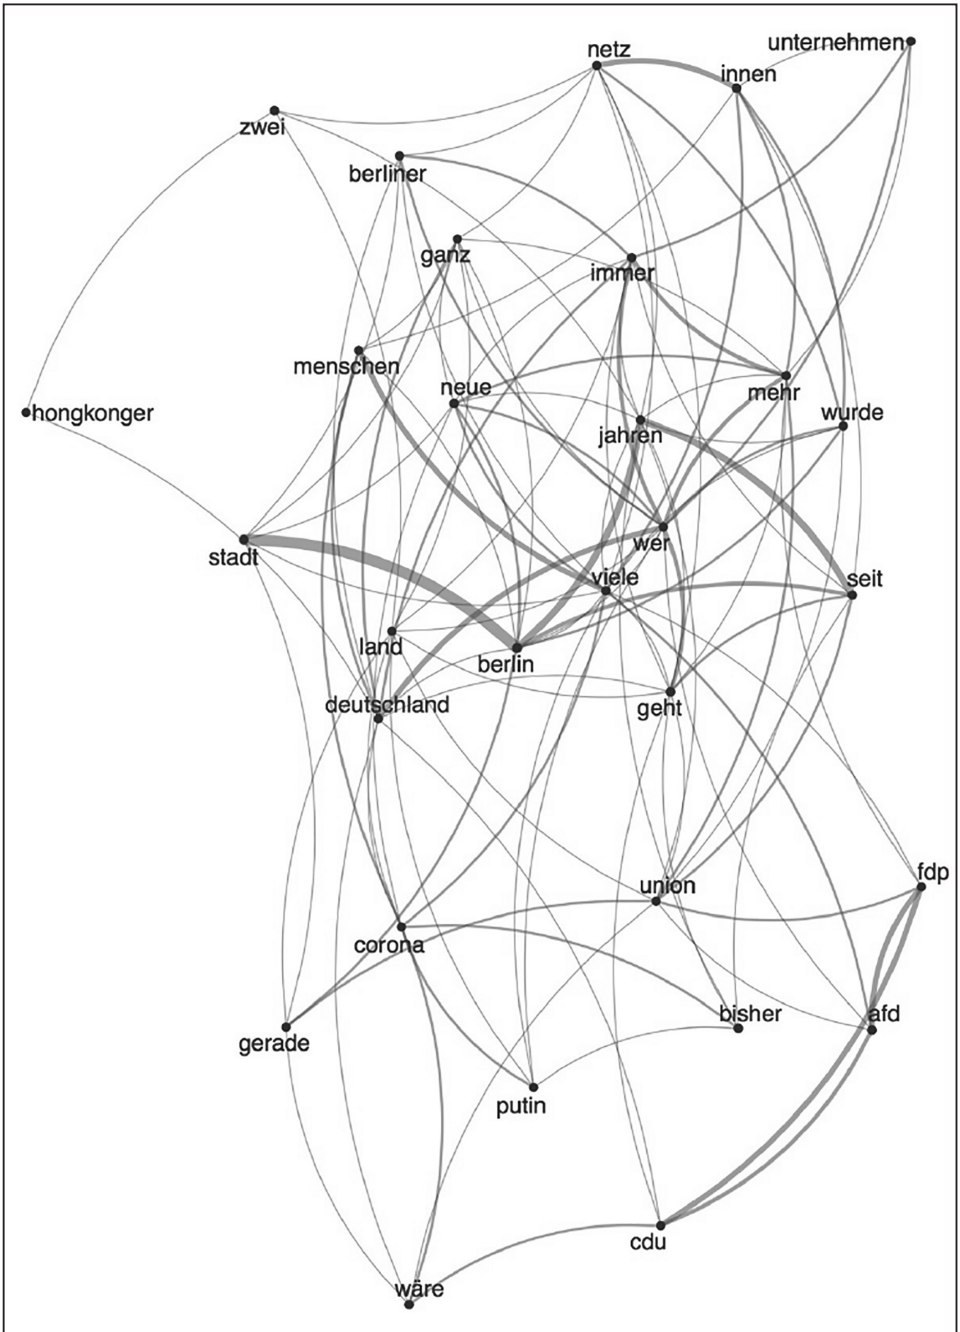 netz
unternehmen
innen
zwei
berliner
ganz
immer
menschen
neue
mehr
hongkonger
wurde
jahren
stadt
wer
viele
seit
land
berlin
deutschland
geht
fdp
union
corona
bisher
afd
gerade
putin
cdu
wäre